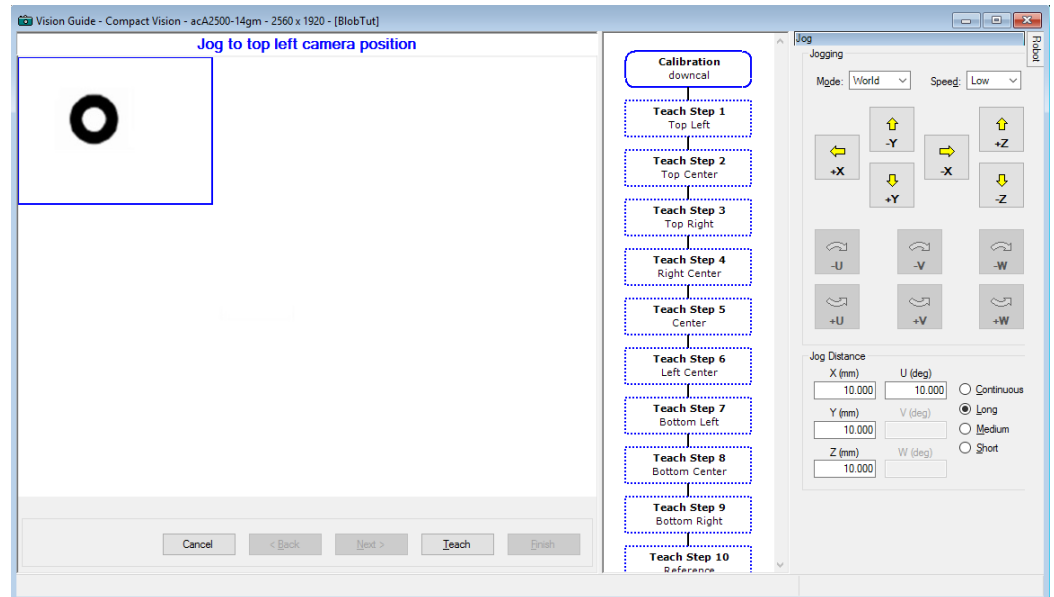 Vision Guide - Compact Vision - acA2500-14gm - 2560 x 1920 - [BlobTut]
Jog to top left camera position
Calibration
downcal
Teach Step 1
Top Left
Teach Step 2
Top Center
Teach Step 3
Top Right
Teach Step 4
Right Center
Teach Step 5
Center
Teach Step 6
Left Center
Teach Step 7
Bottom Left
Teach Step 8
Bottom Center
Teach Step 9
Bottom Right
Teach Step 10
Reference
Cancel
< Back
Next >
Teach
Finish
Jog
Robot
Jogging
Mode: World
Speed: Low
-Y
+Z
+X
-X
+Y
-Z
-U
-V
-W
+U
+V
+W
Jog Distance
X (mm)
U (deg)
10.000
10.000
Continuous
Y (mm)
V (deg)
Long
10.000
Medium
Z (mm)
W (deg)
Short
10.000